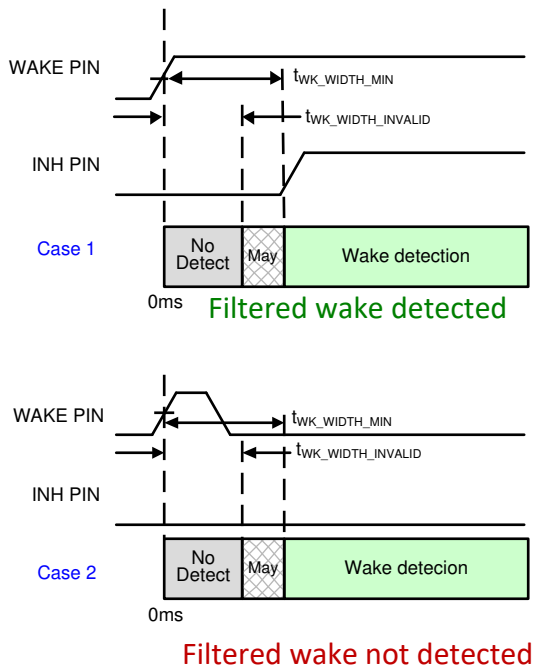 WAKE PIN
tWK_WIDTH_MIN
tWK_WIDTH_INVALID
INH PIN
Case 1
No
Detect
May
Wake detection
0ms
Filtered wake detected
WAKE PIN
tWK_WIDTH_MIN
tWK_WIDTH_INVALID
INH PIN
Case 2
No
Detect
May
Wake detecion
0ms
Filtered wake not detected